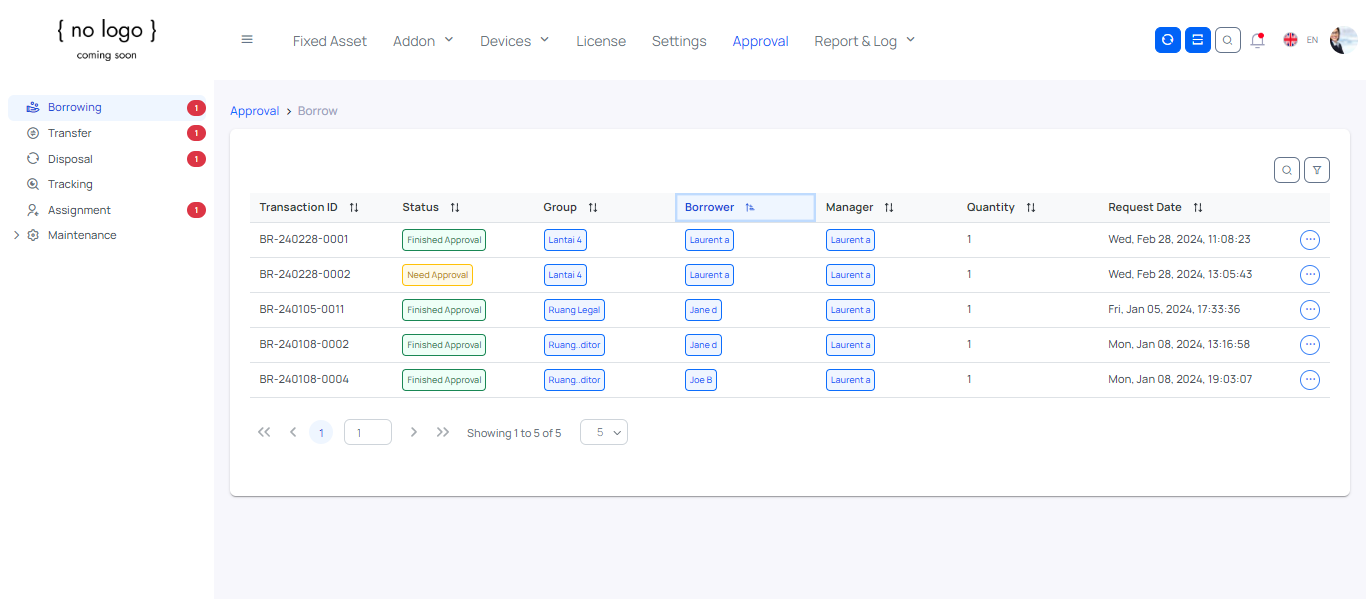 { no logo }
coming soon
Fixed Asset Addon Devices License Settings Approval Report & Log EN
Borrowing 1
Transfer 1
Disposal 1
Tracking
Assignment 1
Maintenance
Approval > Borrow
Transaction ID Status Group Borrower Manager Quantity Request Date
BR-240228-0001 Finished Approval Lantai 4 Laurent a Laurent a 1 Wed, Feb 28, 2024, 11:08:23
BR-240228-0002 Need Approval Lantai 4 Laurent a Laurent a 1 Wed, Feb 28, 2024, 13:05:43
BR-240105-0011 Finished Approval Ruang Legal Jane d Laurent a 1 Fri, Jan 05, 2024, 17:33:36
BR-240108-0002 Finished Approval Ruang..ditor Jane d Laurent a 1 Mon, Jan 08, 2024, 13:16:58
BR-240108-0004 Finished Approval Ruang..ditor Joe B Laurent a 1 Mon, Jan 08, 2024, 19:03:07
1 1 Showing 1 to 5 of 5 5